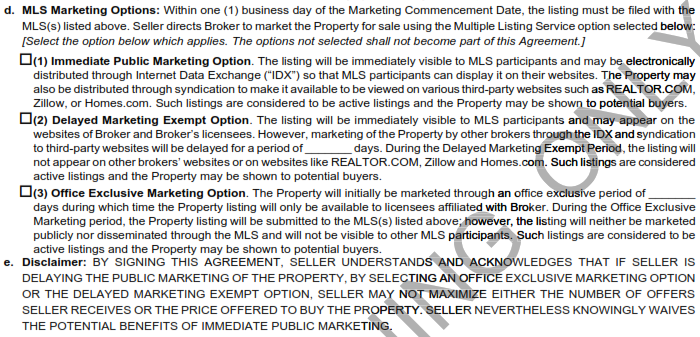 d. MLS Marketing Options: Within one (1) business day of the Marketing Commencement Date, the listing must be filed with the
MLS(s) listed above. Seller directs Broker to market the Property for sale using the Multiple Listing Service option selected below:
[Select the option below which applies. The options not selected shall not become part of this Agreement.]
☐(1) Immediate Public Marketing Option. The listing will be immediately visible to MLS participants and may be electronically
distributed through Internet Data Exchange ("IDX") so that MLS participants can display it on their websites. The Property may
also be distributed through syndication to make it available to be viewed on various third-party websites such as REALTOR.COM,
Zillow, or Homes.com. Such listings are considered to be active listings and the Property may be shown to potential buyers.
☐(2) Delayed Marketing Exempt Option. The listing will be immediately visible to MLS participants and may appear on the
websites of Broker and Broker's licensees. However, marketing of the Property by other brokers through the IDX and syndication
to third-party websites will be delayed for a period of _______ days. During the Delayed Marketing Exempt Period, the listing will
not appear on other brokers' websites or on websites like REALTOR.COM, Zillow and Homes.com. Such listings are considered
active listings and the Property may be shown to potential buyers.
☐(3) Office Exclusive Marketing Option. The Property will initially be marketed through an office exclusive period of _______
days during which time the Property listing will only be available to licensees affiliated with Broker. During the Office Exclusive
Marketing period, the Property listing will be submitted to the MLS(s) listed above; however, the listing will neither be marketed
publicly nor disseminated through the MLS and will not be visible to other MLS participants. Such listings are considered to be
active listings and the Property may be shown to potential buyers.
e. Disclaimer: BY SIGNING THIS AGREEMENT, SELLER UNDERSTANDS AND ACKNOWLEDGES THAT IF SELLER IS
DELAYING THE PUBLIC MARKETING OF THE PROPERTY, BY SELECTING AN OFFICE EXCLUSIVE MARKETING OPTION
OR THE DELAYED MARKETING EXEMPT OPTION, SELLER MAY NOT MAXIMIZE EITHER THE NUMBER OF OFFERS
SELLER RECEIVES OR THE PRICE OFFERED TO BUY THE PROPERTY. SELLER NEVERTHELESS KNOWINGLY WAIVES
THE POTENTIAL BENEFITS OF IMMEDIATE PUBLIC MARKETING.
ONLY